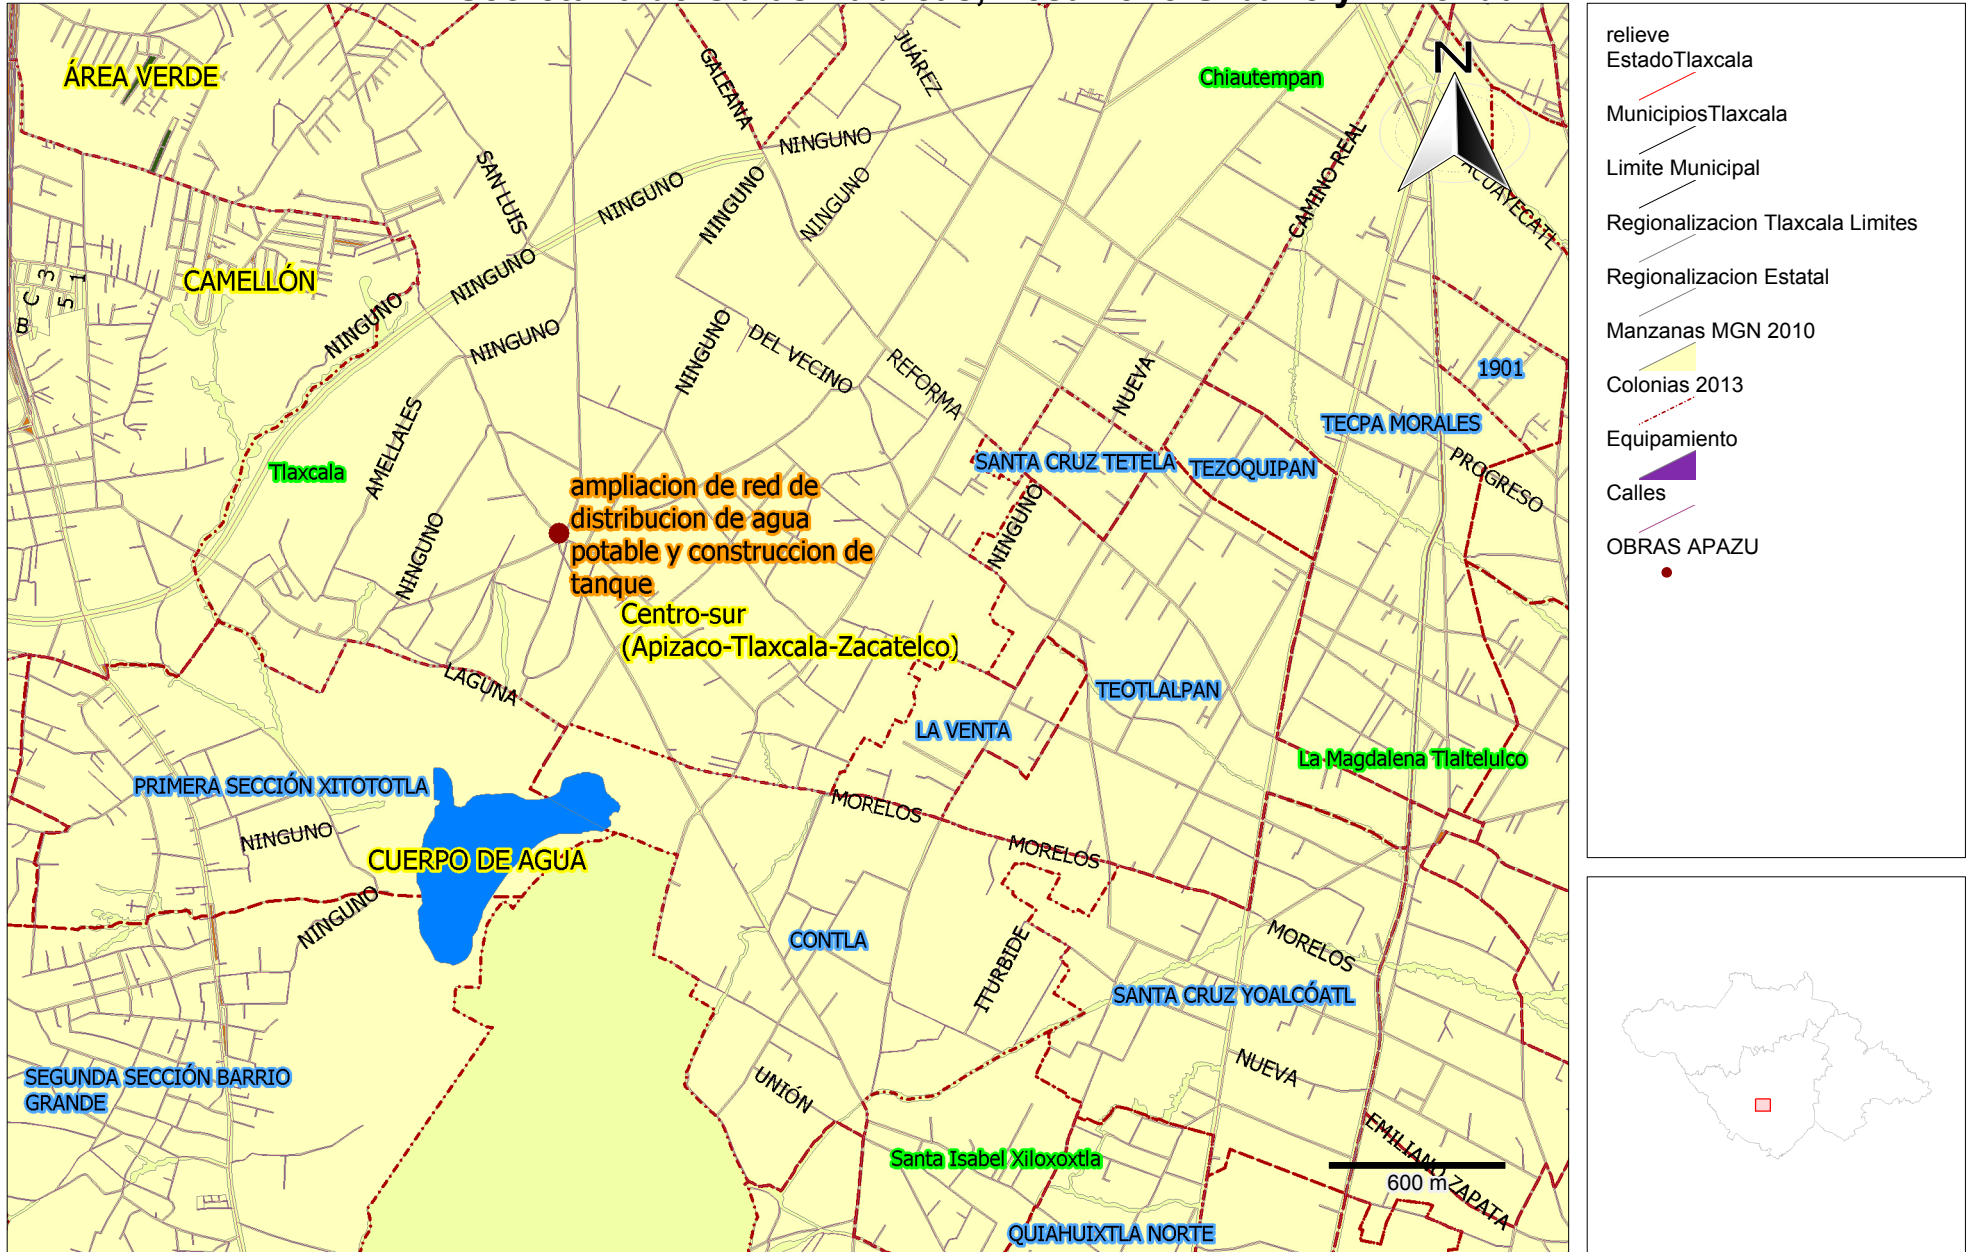 ÁREA VERDE
GALEANA
JUÁREZ
Chiautempan
N
NINGUNO
CAMINO REAL
ACUAYECATL
SAN LUIS
NINGUNO
NINGUNO
NINGUNO
NINGUNO
CAMELLÓN
C 3
5 1
B
NINGUNO
NINGUNO
NINGUNO
DEL VECINO
REFORMA
NUEVA
1901
TECPA MORALES
AMELLALES
Tlaxcala
SANTA CRUZ TETELA
TEZOQUIPAN
PROGRESO
ampliacion de red de
distribucion de agua
potable y construccion de
tanque
NINGUNO
NINGUNO
Centro-sur
(Apizaco-Tlaxcala-Zacatelco)
LAGUNA
TEOTLALPAN
LA VENTA
La Magdalena Tlaltelulco
PRIMERA SECCIÓN XITOTOTLA
MORELOS
NINGUNO
CUERPO DE AGUA
MORELOS
NINGUNO
CONTLA
ITURBIDE
MORELOS
SANTA CRUZ YOALCÓATL
SEGUNDA SECCIÓN BARRIO
GRANDE
UNIÓN
NUEVA
EMILIANO ZAPATA
Santa Isabel Xiloxoxtla
600 m
QUIAHUIXTLA NORTE
relieve
EstadoTlaxcala
MunicipiosTlaxcala
Limite Municipal
Regionalizacion Tlaxcala Limites
Regionalizacion Estatal
Manzanas MGN 2010
Colonias 2013
Equipamiento
Calles
OBRAS APAZU